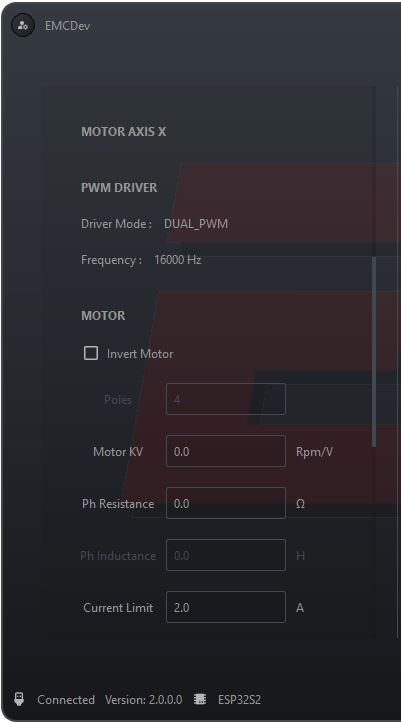 EMCDev
MOTOR AXIS X
PWM DRIVER
Driver Mode : DUAL_PWM
Frequency : 16000 Hz
MOTOR
Invert Motor
Poles 4
Motor KV 0.0 Rpm/V
Ph Resistance 0.0 Ω
Ph Inductance 0.0 H
Current Limit 2.0 A
Connected Version: 2.0.0.0 ESP32S2